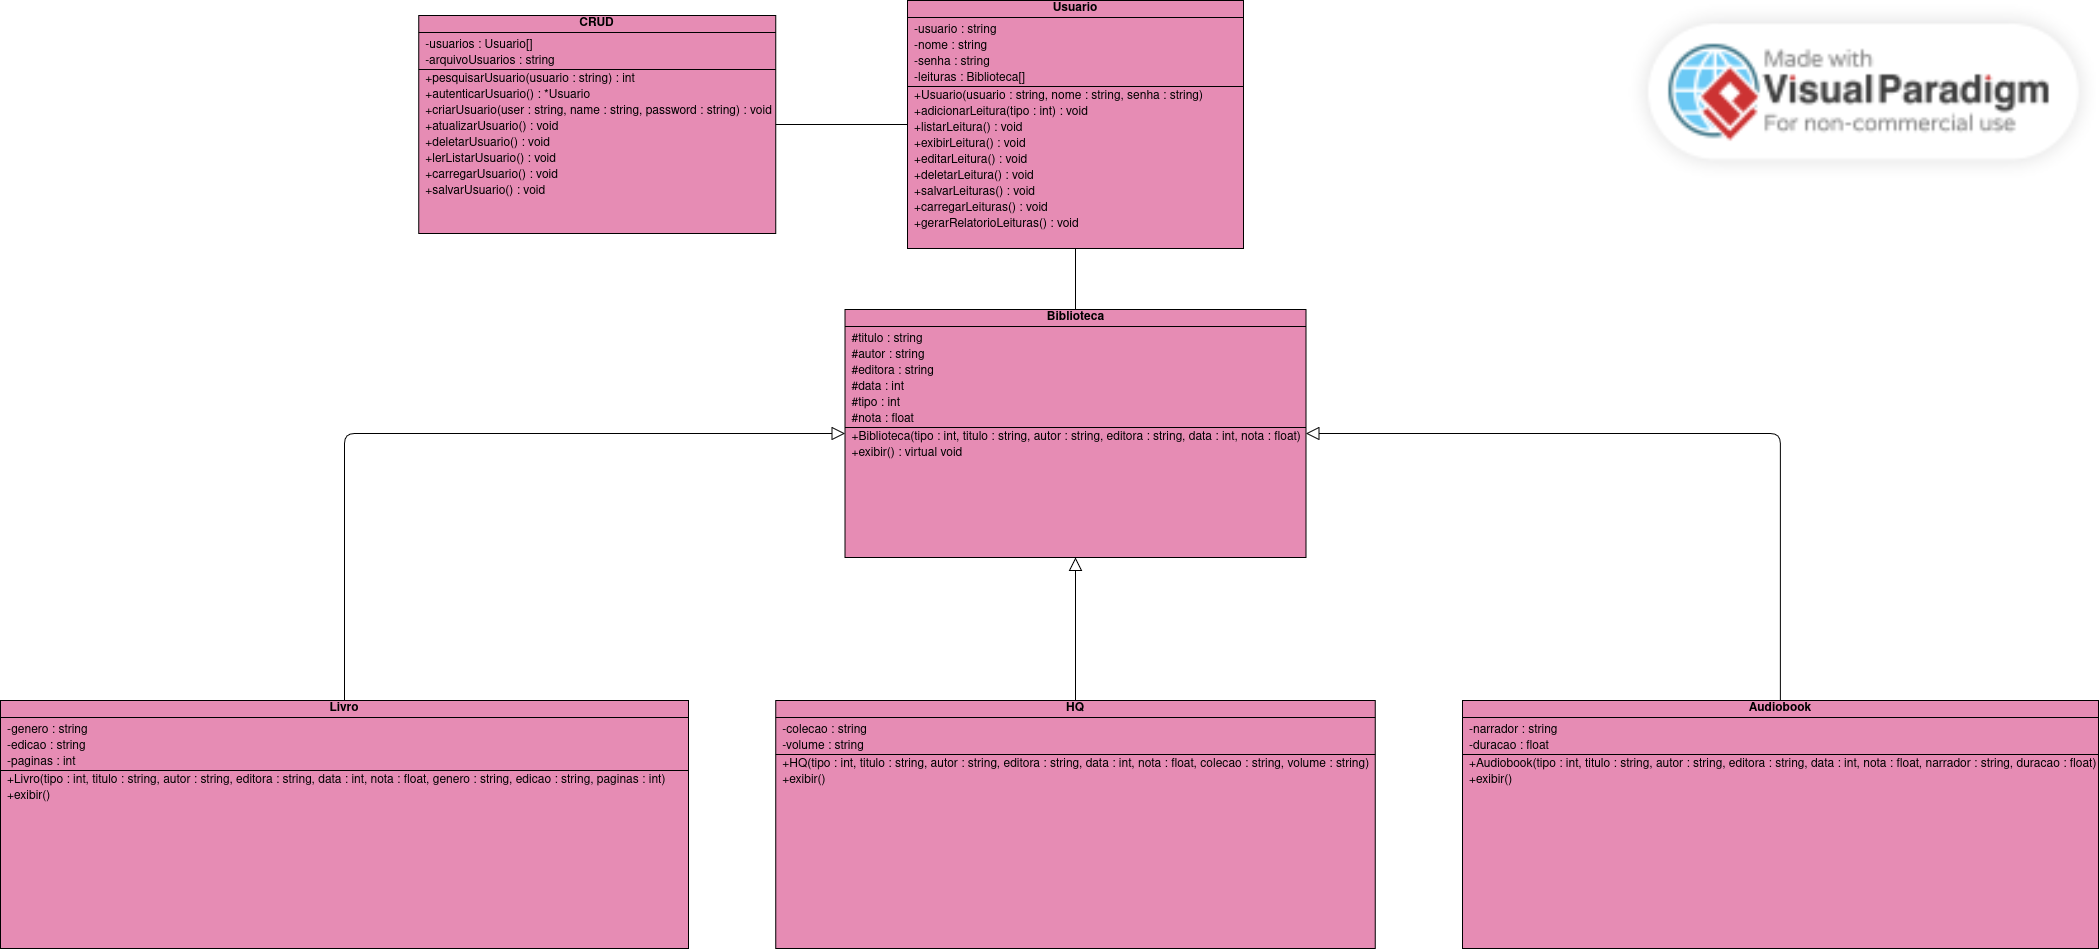 CRUD
-usuarios : Usuario[]
-arquivoUsuarios : string
+pesquisarUsuario(usuario : string) : int
+autenticarUsuario() : *Usuario
+criarUsuario(user : string, name : string, password : string) : void
+atualizarUsuario() : void
+deletarUsuario() : void
+lerListarUsuario() : void
+carregarUsuario() : void
+salvarUsuario() : void
Usuario
-usuario : string
-nome : string
-senha : string
-leituras : Biblioteca[]
+Usuario(usuario : string, nome : string, senha : string)
+adicionarLeitura(tipo : int) : void
+listarLeitura() : void
+exibirLeitura() : void
+editarLeitura() : void
+deletarLeitura() : void
+salvarLeituras() : void
+carregarLeituras() : void
+gerarRelatorioLeituras() : void
Made with
Visual Paradigm
For non-commercial use
Biblioteca
#titulo : string
#autor : string
#editora : string
#data : int
#tipo : int
#nota : float
+Biblioteca(tipo : int, titulo : string, autor : string, editora : string, data : int, nota : float)
+exibir() : virtual void
Livro
-genero : string
-edicao : string
-paginas : int
+Livro(tipo : int, titulo : string, autor : string, editora : string, data : int, nota : float, genero : string, edicao : string, paginas : int)
+exibir()
HQ
-colecao : string
-volume : string
+HQ(tipo : int, titulo : string, autor : string, editora : string, data : int, nota : float, colecao : string, volume : string)
+exibir()
Audiobook
-narrador : string
-duracao : float
+Audiobook(tipo : int, titulo : string, autor : string, editora : string, data : int, nota : float, narrador : string, duracao : float)
+exibir()